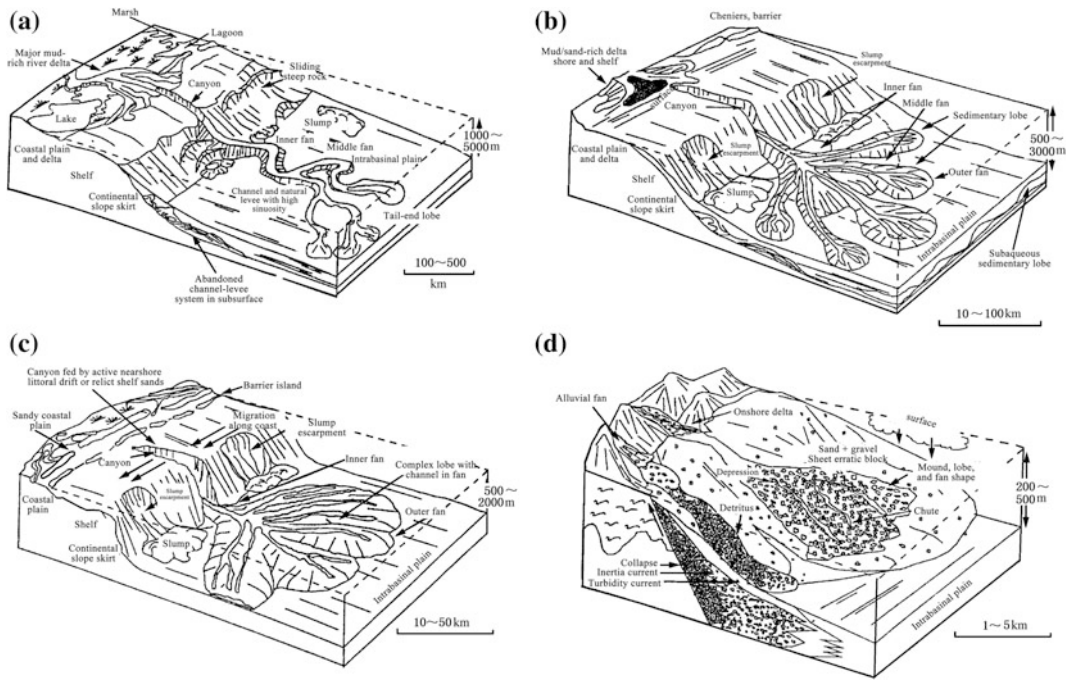 (a)
Marsh
Lagoon
Major mud-
rich river delta
Sliding
steep rock
Canyon
Lake
Slump
Inner fan
Middle fan
Intrabasinal plain
Coastal plain
and delta
Shelf
Channel and natural
levee with high
sinuosity
Continental
slope skirt
Tail-end lobe
Abandoned
channel-levee
system in subsurface
1000～
5000m
100～500
km
(b)
Cheniers, barrier
Mud/sand-rich delta
shore and shelf
Slump
escarpment
surface
Canyon
Inner fan
Middle fan
Sedimentary lobe
Coastal plain
and delta
Slump
escarpment
Shelf
Slump
Outer fan
Continental
slope skirt
Intrabasinal plain
Subaqueous
sedimentary lobe
500～
3000m
10～100km
(c)
Canyon fed by active nearshore
littoral drift or relict shelf sands
Barrier island
Sandy coastal
plain
Migration
along coast
Slump
escarpment
Canyon
Inner fan
Complex lobe with
channel in fan
Coastal
plain
Slump
escarpment
Outer fan
Shelf
Slump
Continental
slope skirt
Intrabasinal plain
500～
2000m
10～50km
(d)
Alluvial fan
Onshore delta
surface
Sand + gravel
Sheet erratic block
Mound, lobe,
and fan shape
Depression
Detritus
Chute
Collapse
Inertia current
Turbidity current
Intrabasinal plain
200～
500m
1～5km